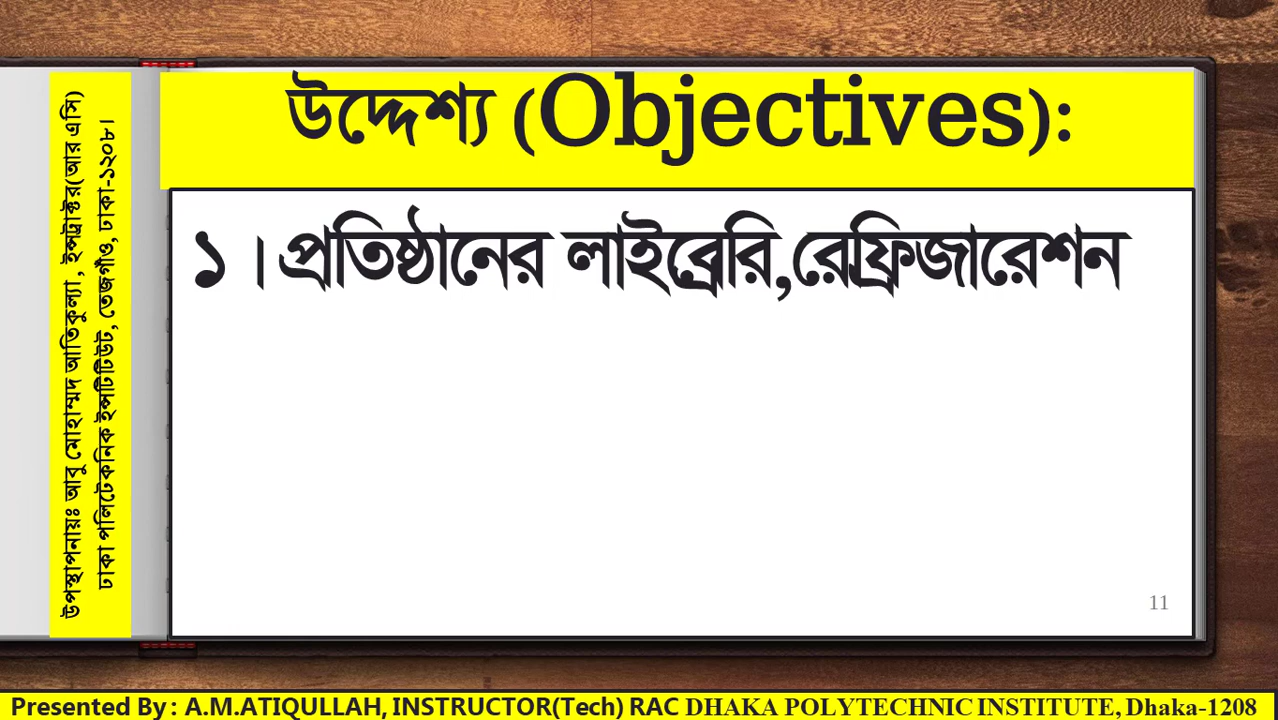 উদ্দেশ্য (Objectives):
১। প্রতিষ্ঠানের লাইব্রেরি,রেফ্রিজারেশন
উপস্থাপনায়ঃ আবু মোহাম্মদ আতিকুল্যা, ইন্সট্রাক্টর(আর এসি)
ঢাকা পলিটেকনিক ইন্সটিটিউট, তেজগাঁও, ঢাকা-১২০৮।
11
Presented By: A.M.ATIQULLAH, INSTRUCTOR(Tech) RAC DHAKA POLYTECHNIC INSTITUTE, Dhaka-1208